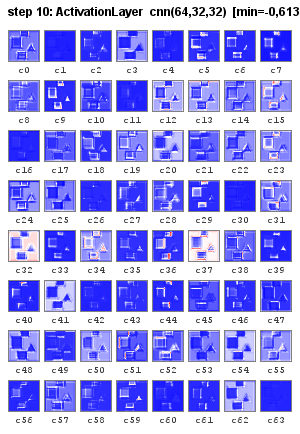 step 10: ActivationLayer cnn(64,32,32) [min=-0,613
c0 c1 c2 c3 c4 c5 c6 c7
c8 c9 c10 c11 c12 c13 c14 c15
c16 c17 c18 c19 c20 c21 c22 c23
c24 c25 c26 c27 c28 c29 c30 c31
c32 c33 c34 c35 c36 c37 c38 c39
c40 c41 c42 c43 c44 c45 c46 c47
c48 c49 c50 c51 c52 c53 c54 c55
c56 c57 c58 c59 c60 c61 c62 c63